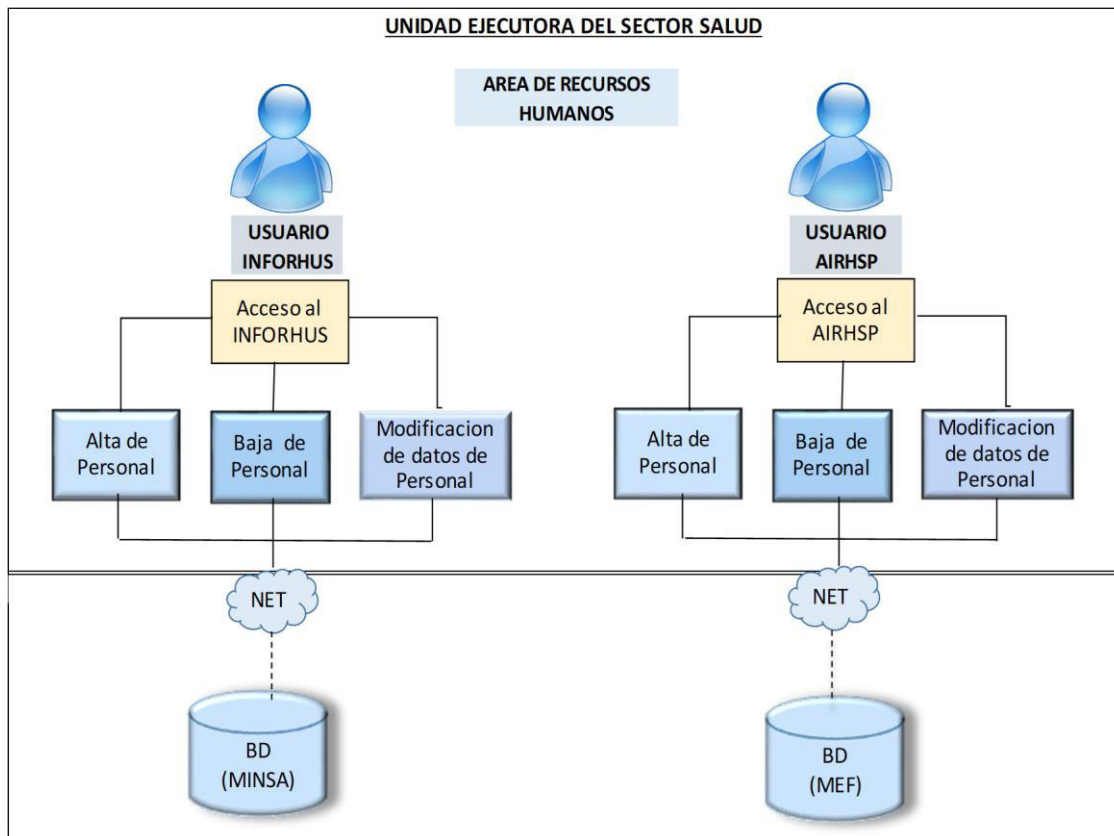 UNIDAD EJECUTORA DEL SECTOR SALUD
AREA DE RECURSOS
HUMANOS
USUARIO
INFORHUS
Acceso al
INFORHUS
Alta de
Personal
Baja de
Personal
Modificacion
de datos de
Personal
NET
BD
(MINSA)
USUARIO
AIRHSP
Acceso al
AIRHSP
Alta de
Personal
Baja de
Personal
Modificacion
de datos de
Personal
NET
BD
(MEF)